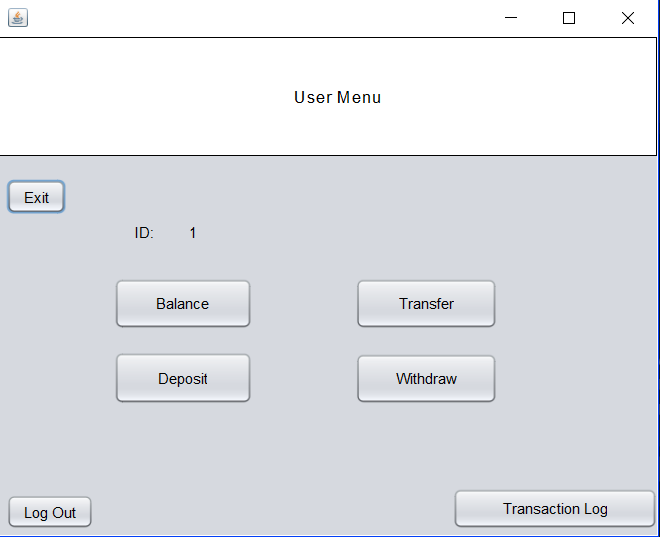 User Menu
Exit
ID: 1
Balance
Transfer
Deposit
Withdraw
Log Out
Transaction Log